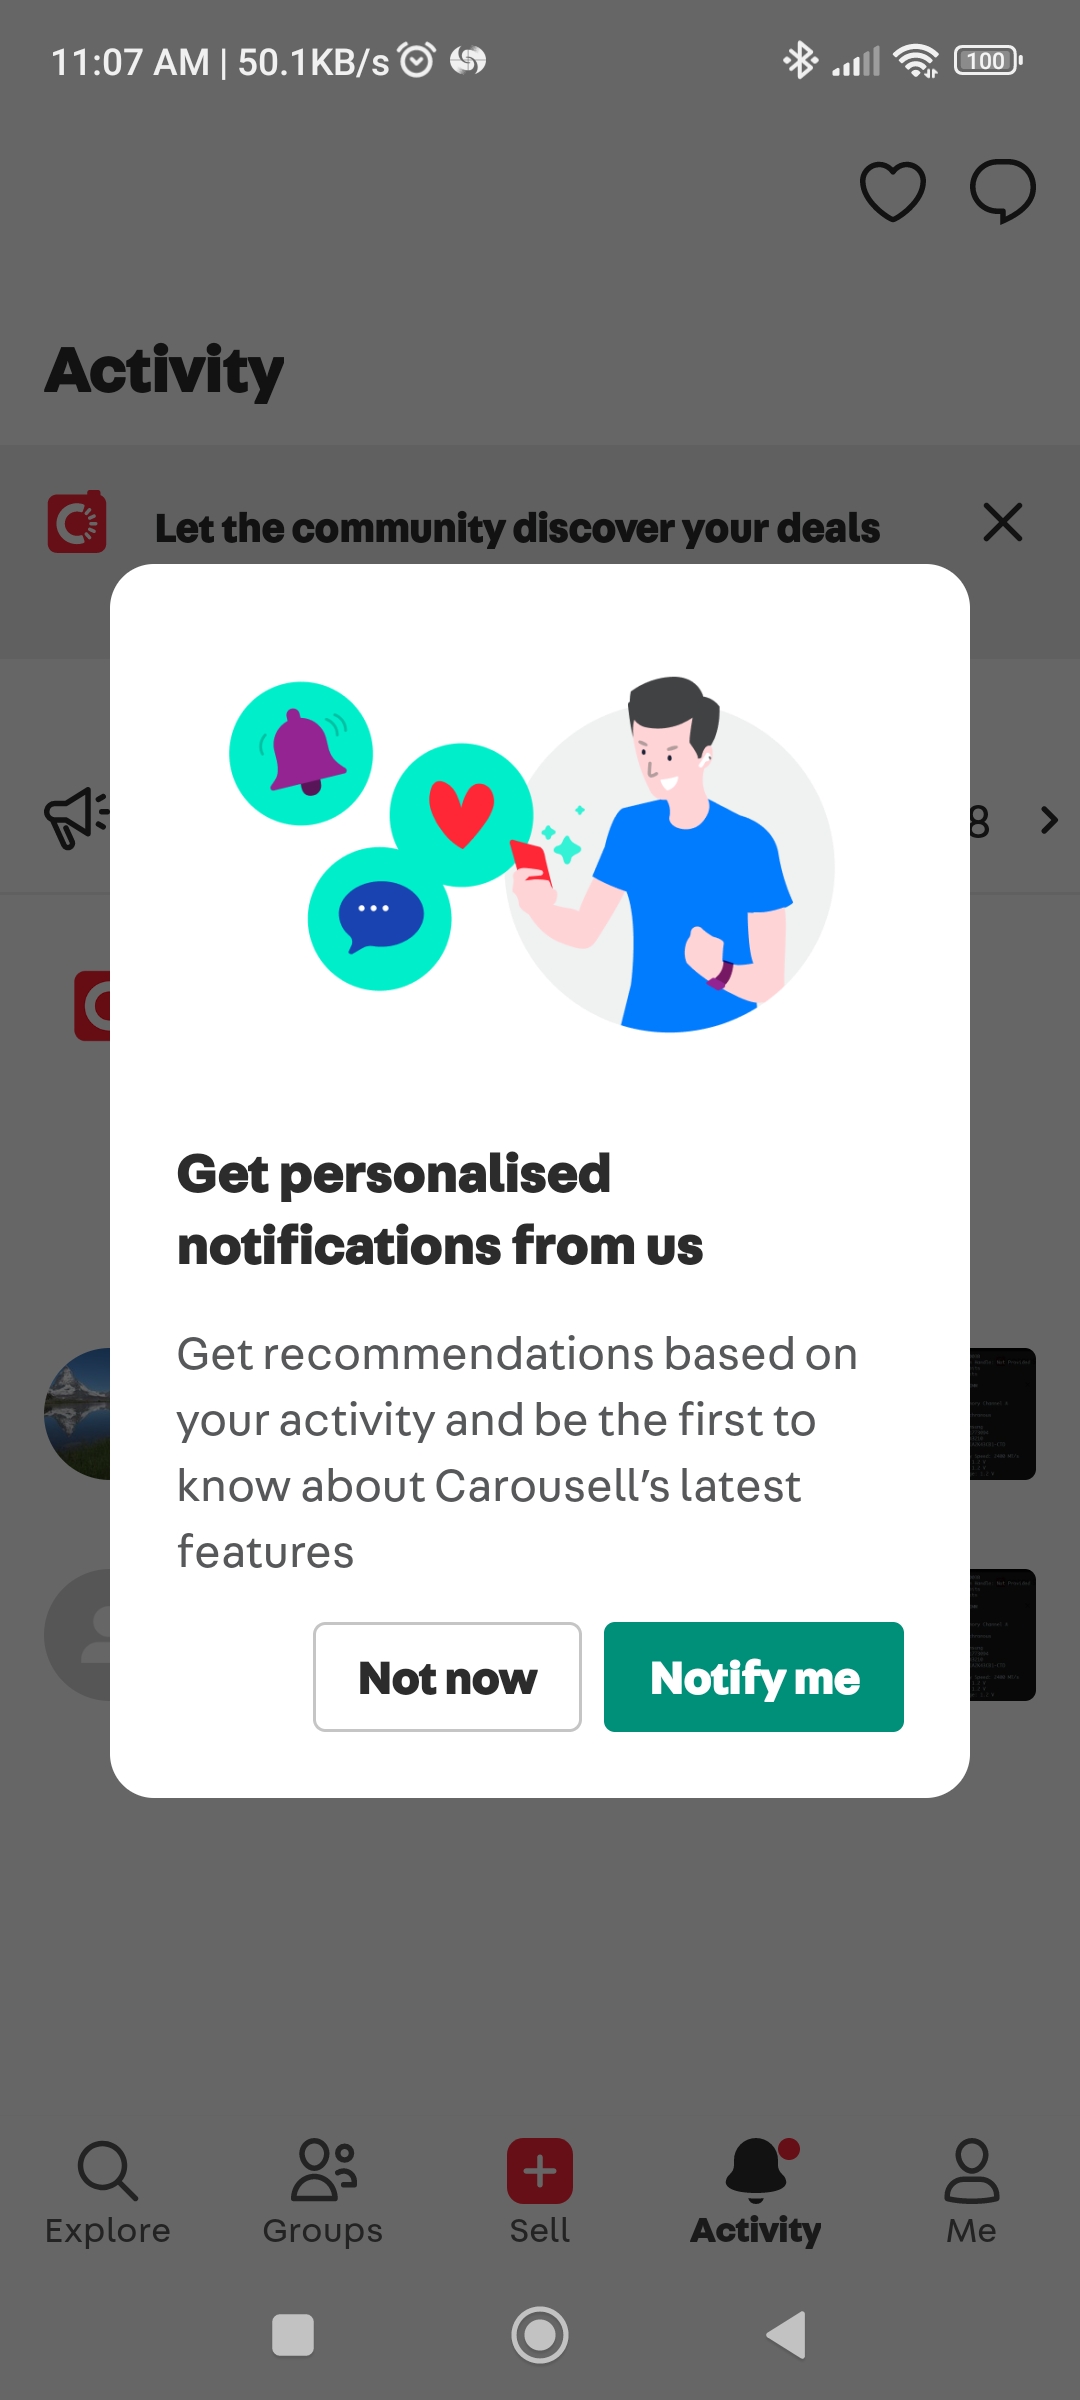 11:07 AM | 50.1KB/s
100
Activity
Let the community discover your deals
8
Get personalised
notifications from us
Get recommendations based on
your activity and be the first to
know about Carousell's latest
features
Not now
Notify me
Explore
Groups
Sell
Activity
Me